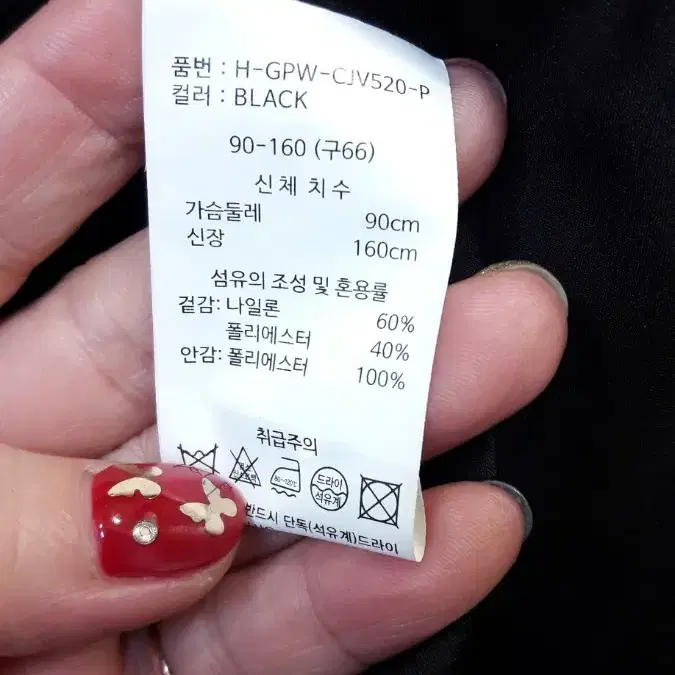 품번 : H-GPW-CJV520-P
컬러 : BLACK
90-160 (구66)
신체 치수
가슴둘레 90cm
신장 160cm
섬유의 조성 및 혼용률
겉감: 나일론 60%
폴리에스터 40%
안감: 폴리에스터 100%
취급주의
80~120℃
드라이
석유계
반드시 단독(석유계)드라이